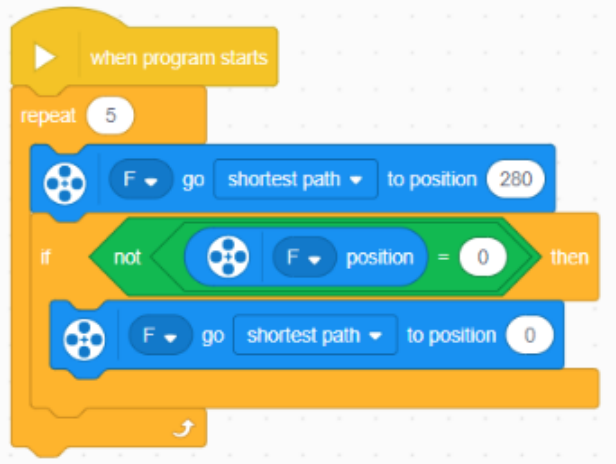 when program starts
repeat 5
F go shortest path to position 280
if not F position = 0 then
F go shortest path to position 0